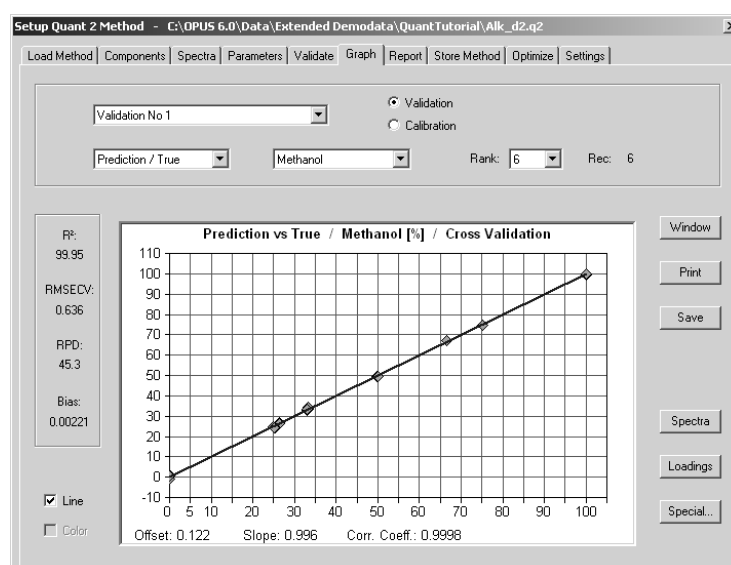 Setup Quant 2 Method - C:\OPUS 6.0\Data\Extended Demodata\QuantTutorial\Alk_d2.q2
Load Method Components Spectra Parameters Validate Graph Report Store Method Optimize Settings
Validation No 1
Validation
Calibration
Prediction / True Methanol Rank: 6 Rec: 6
R²:
99.95
RMSECV:
0.636
RPD:
45.3
Bias:
0.00221
Line
Color
Prediction vs True / Methanol [%] / Cross Validation
110
100
90
80
70
60
50
40
30
20
10
0
-10
0 5 10 20 30 40 50 60 70 80 90 100
Offset: 0.122 Slope: 0.996 Corr. Coeff.: 0.9998
Window
Print
Save
Spectra
Loadings
Special...